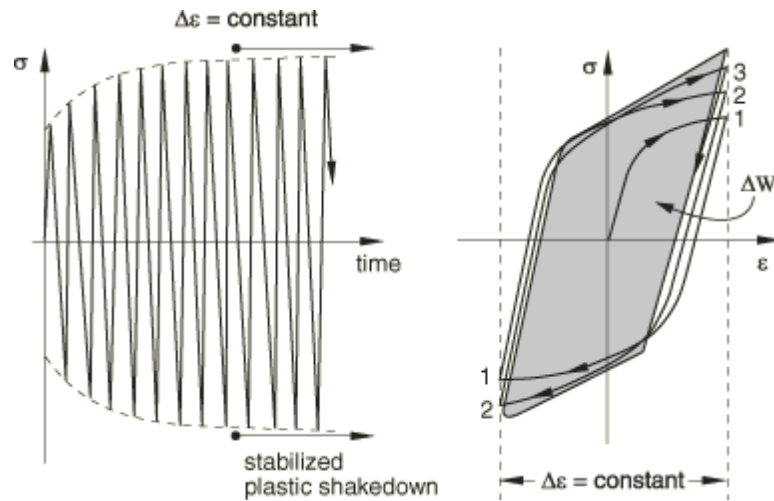 Δε = constant
σ
time
stabilized
plastic shakedown
σ
3
2
1
ΔW
ε
1
2
Δε = constant